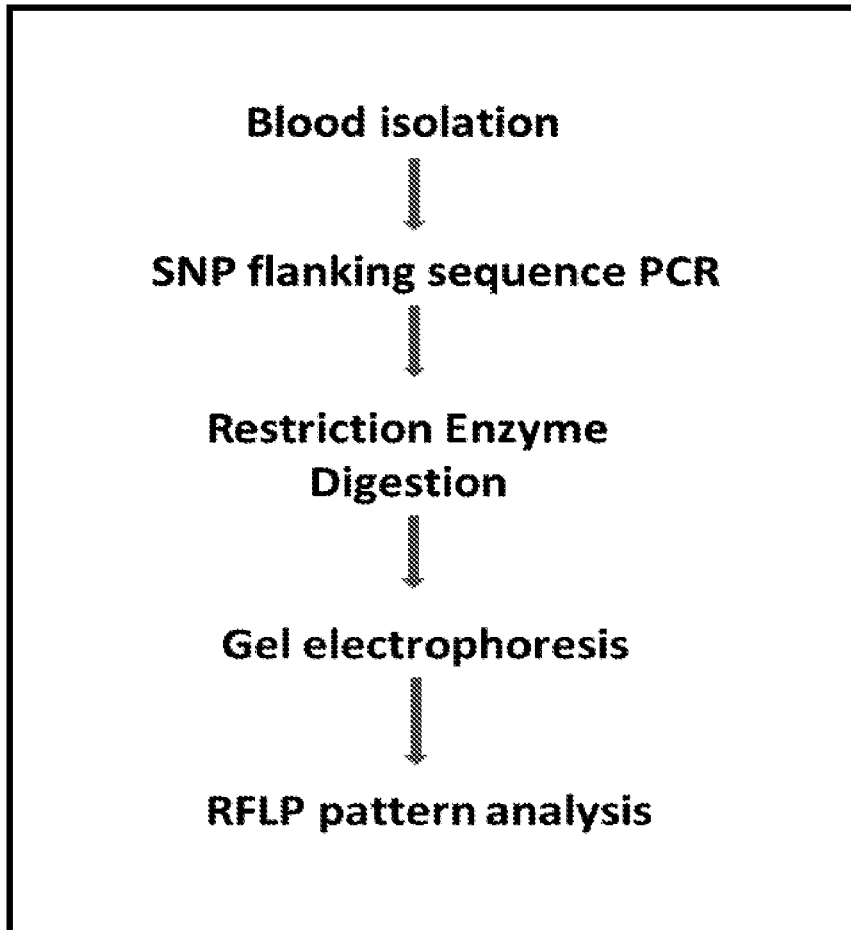 Blood isolation
SNP flanking sequence PCR
Restriction Enzyme
Digestion
Gel electrophoresis
RFLP pattern analysis